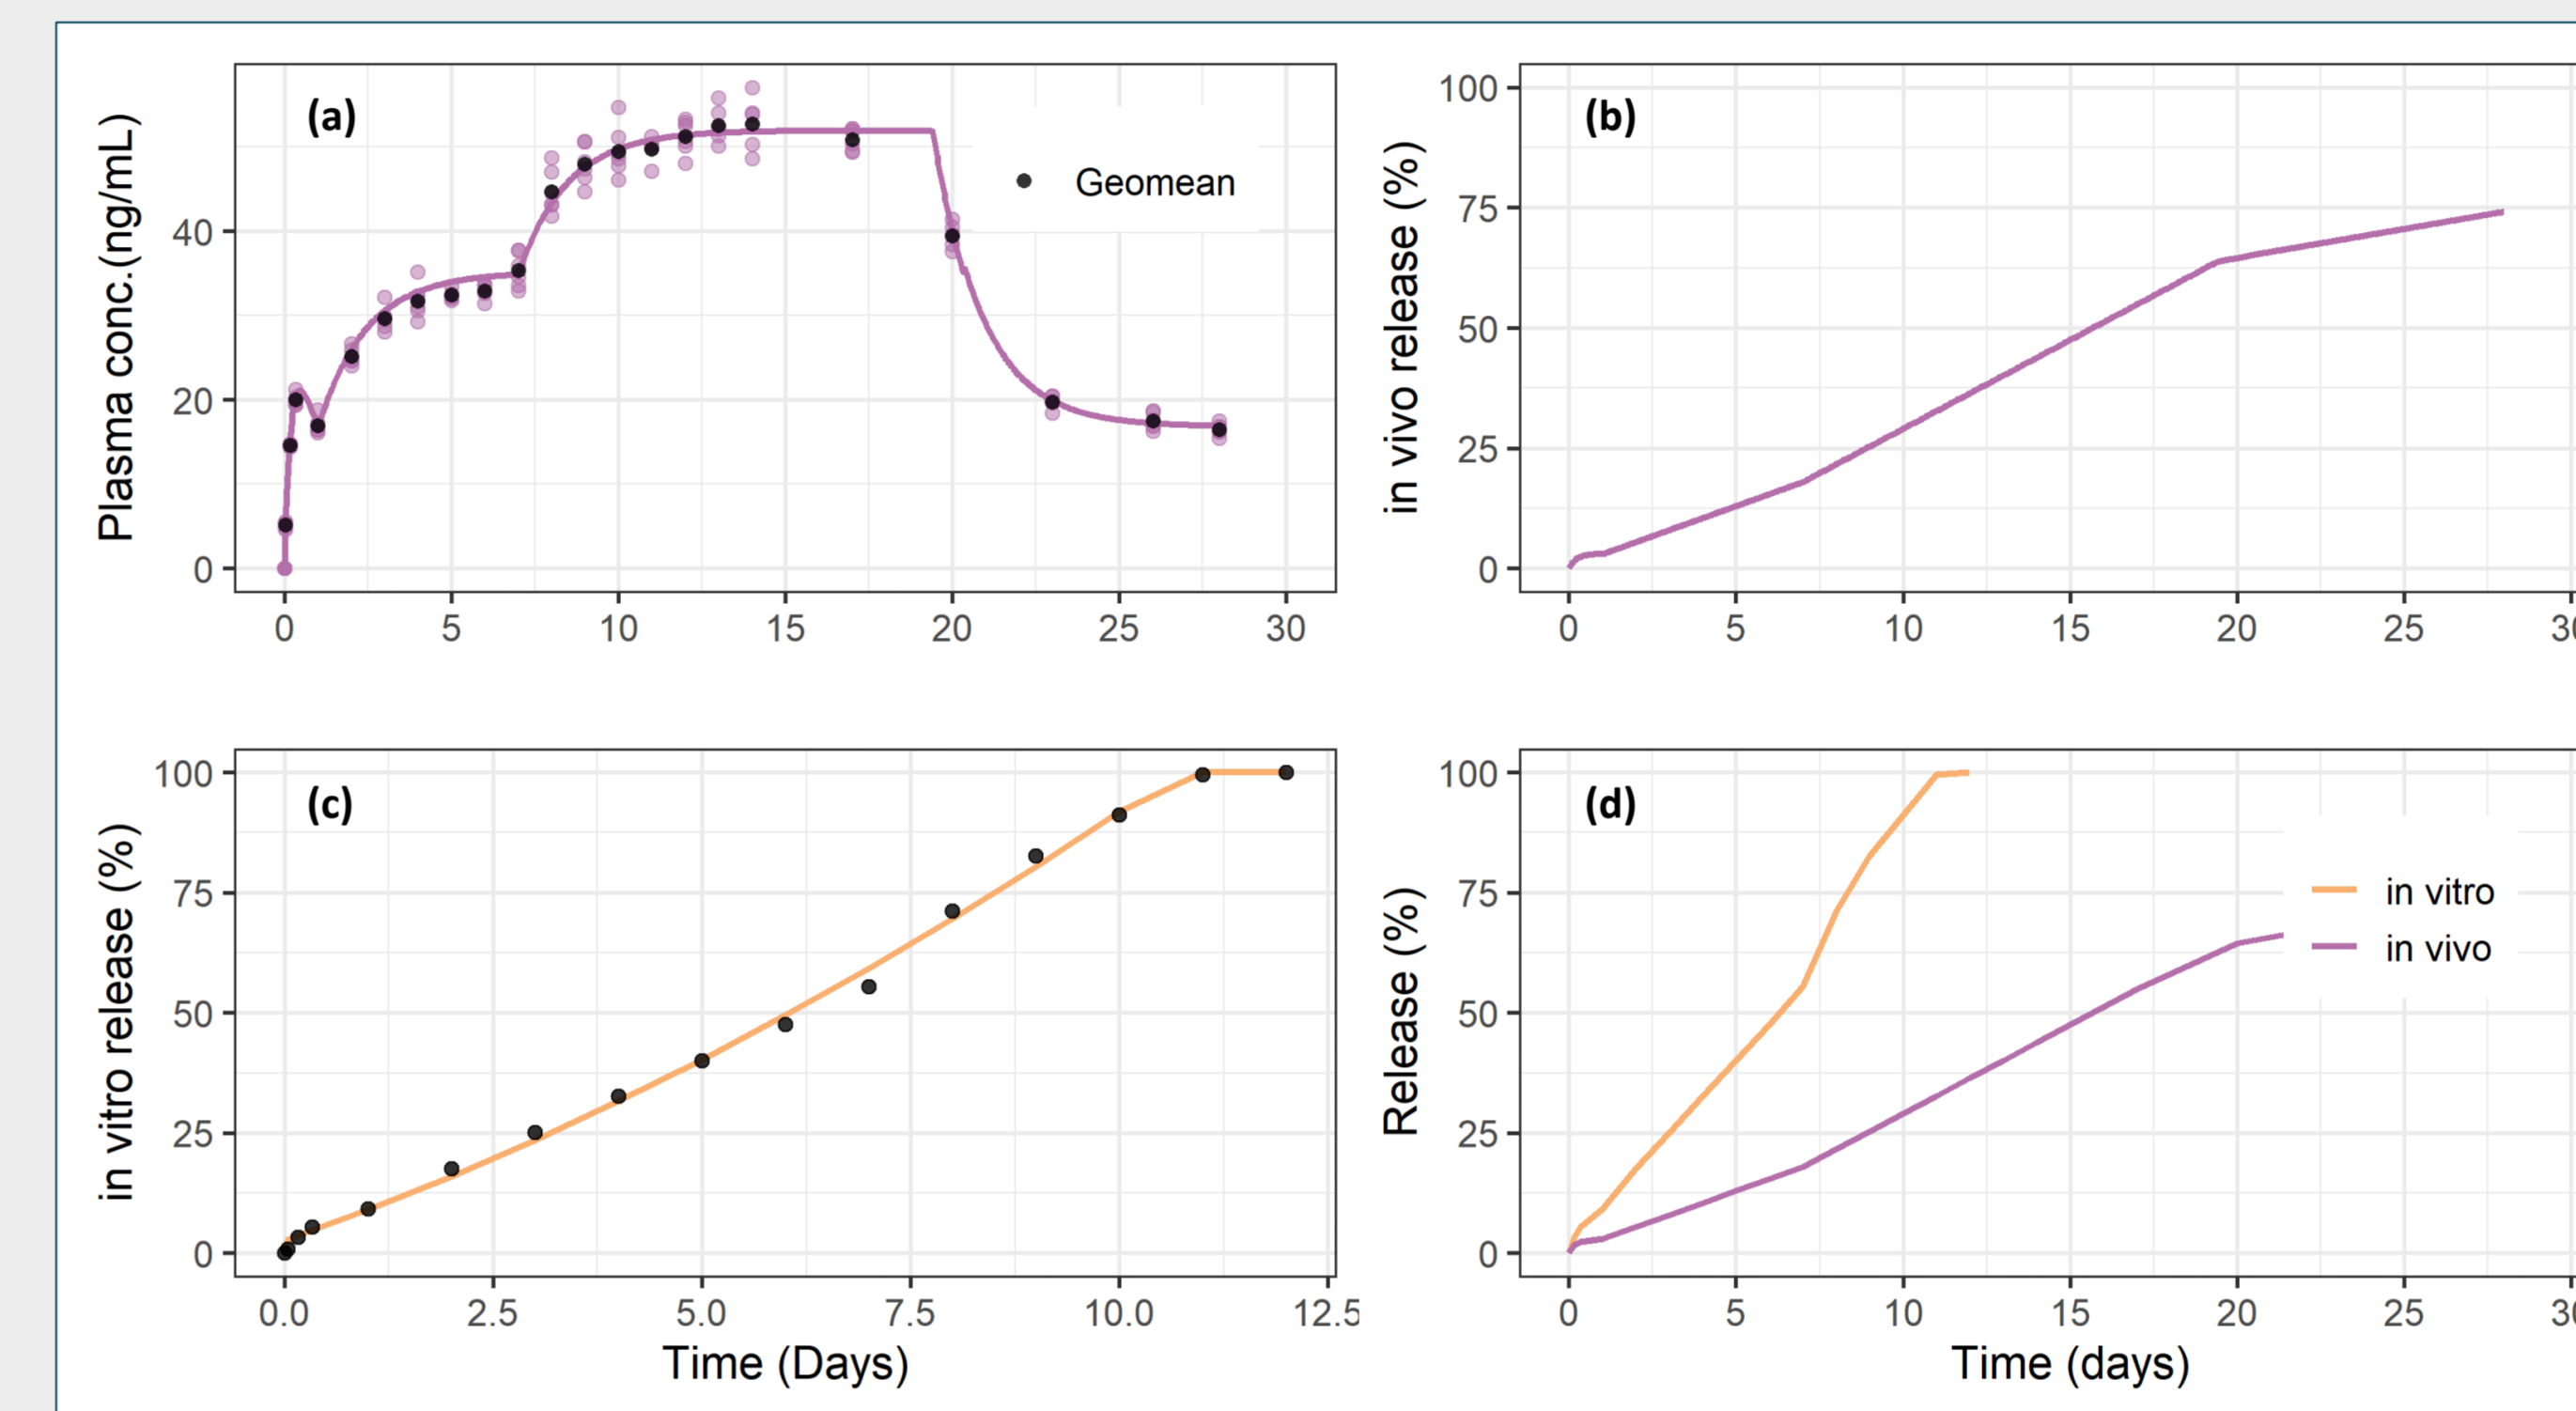 (a)
Geomean
Plasma conc.(ng/mL)
40
20
0
0 5 10 15 20 25 30
(b)
in vivo release (%)
100
75
50
25
0
0 5 10 15 20 25
(c)
in vitro release (%)
100
75
50
25
0
0.0 2.5 5.0 7.5 10.0 12.5
Time (Days)
(d)
Release (%)
100
75
50
25
0
in vitro
in vivo
0 5 10 15 20 25
Time (days)